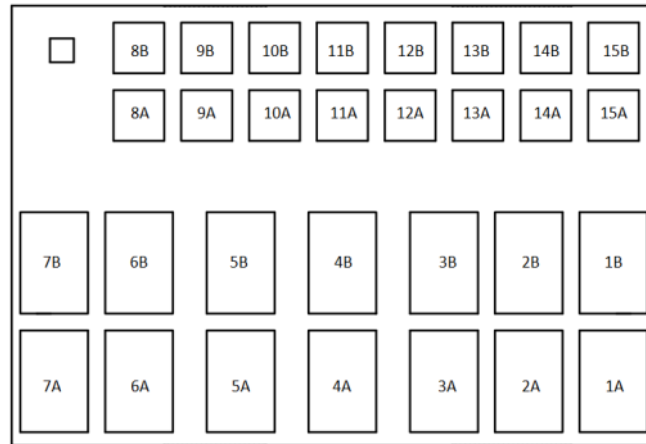 8B 9B 10B 11B 12B 13B 14B 15B
8A 9A 10A 11A 12A 13A 14A 15A
7B 6B 5B 4B 3B 2B 1B
7A 6A 5A 4A 3A 2A 1A